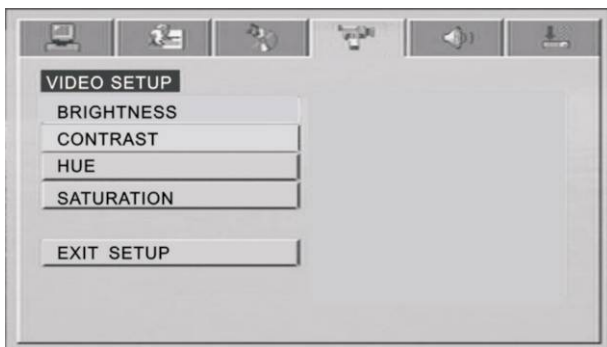 VIDEO SETUP
BRIGHTNESS
CONTRAST
HUE
SATURATION
EXIT SETUP